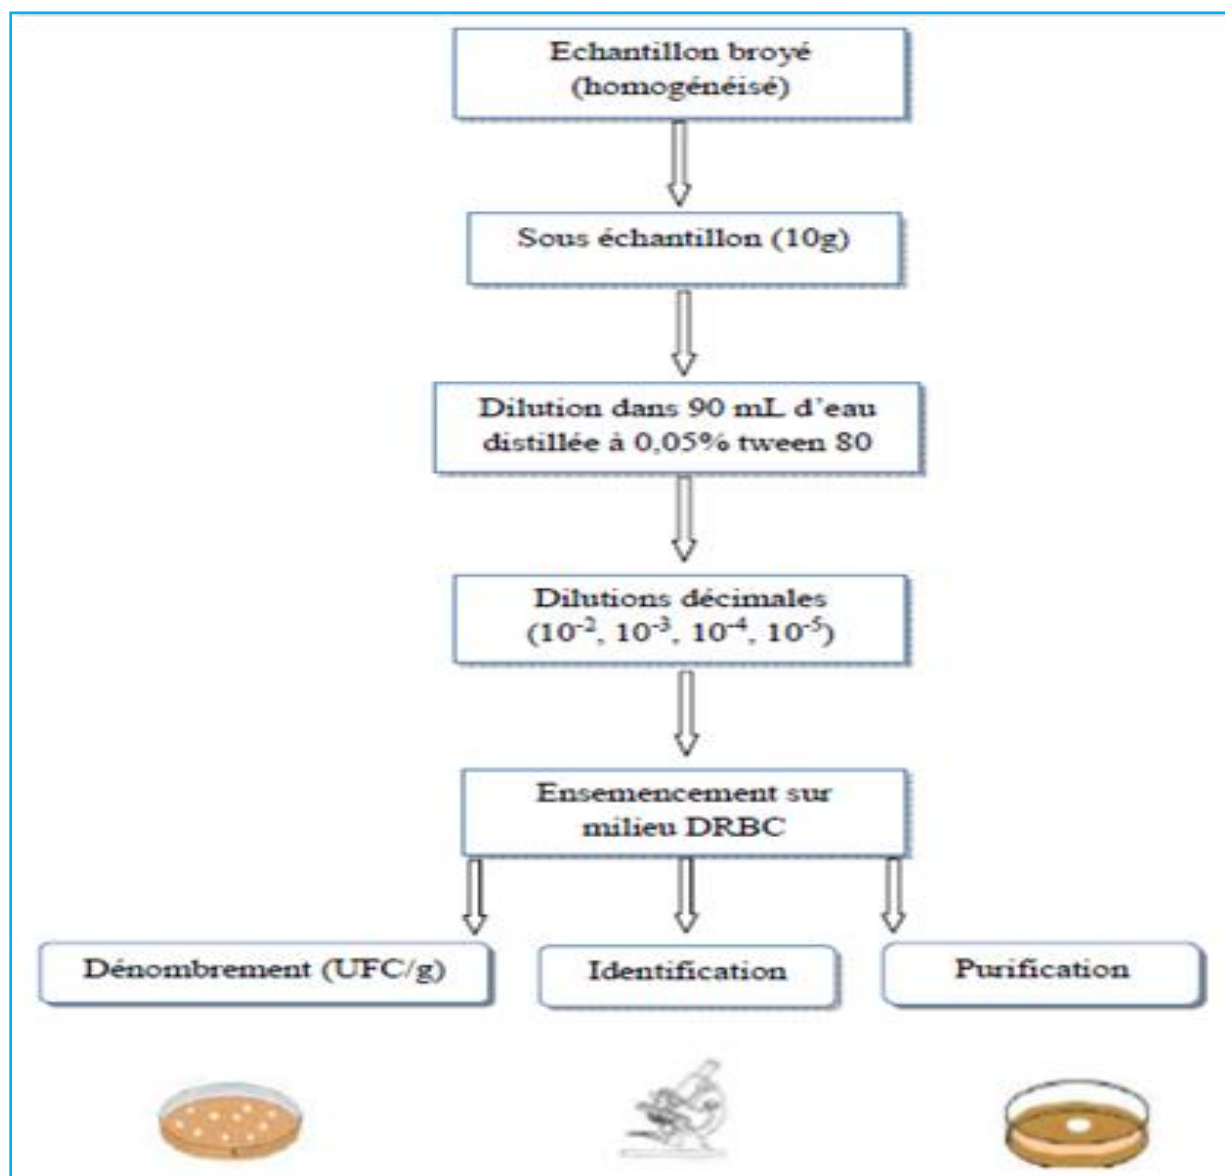 Echantillon broyé
(homogénéisé)
Sous échantillon (10g)
Dilution dans 90 mL d’eau
distillée à 0,05% tween 80
Dilutions décimales
(10⁻², 10⁻³, 10⁻⁴, 10⁻⁵)
Ensemencement sur
milieu DRBC
Dénombrement (UFC/g)
Identification
Purification